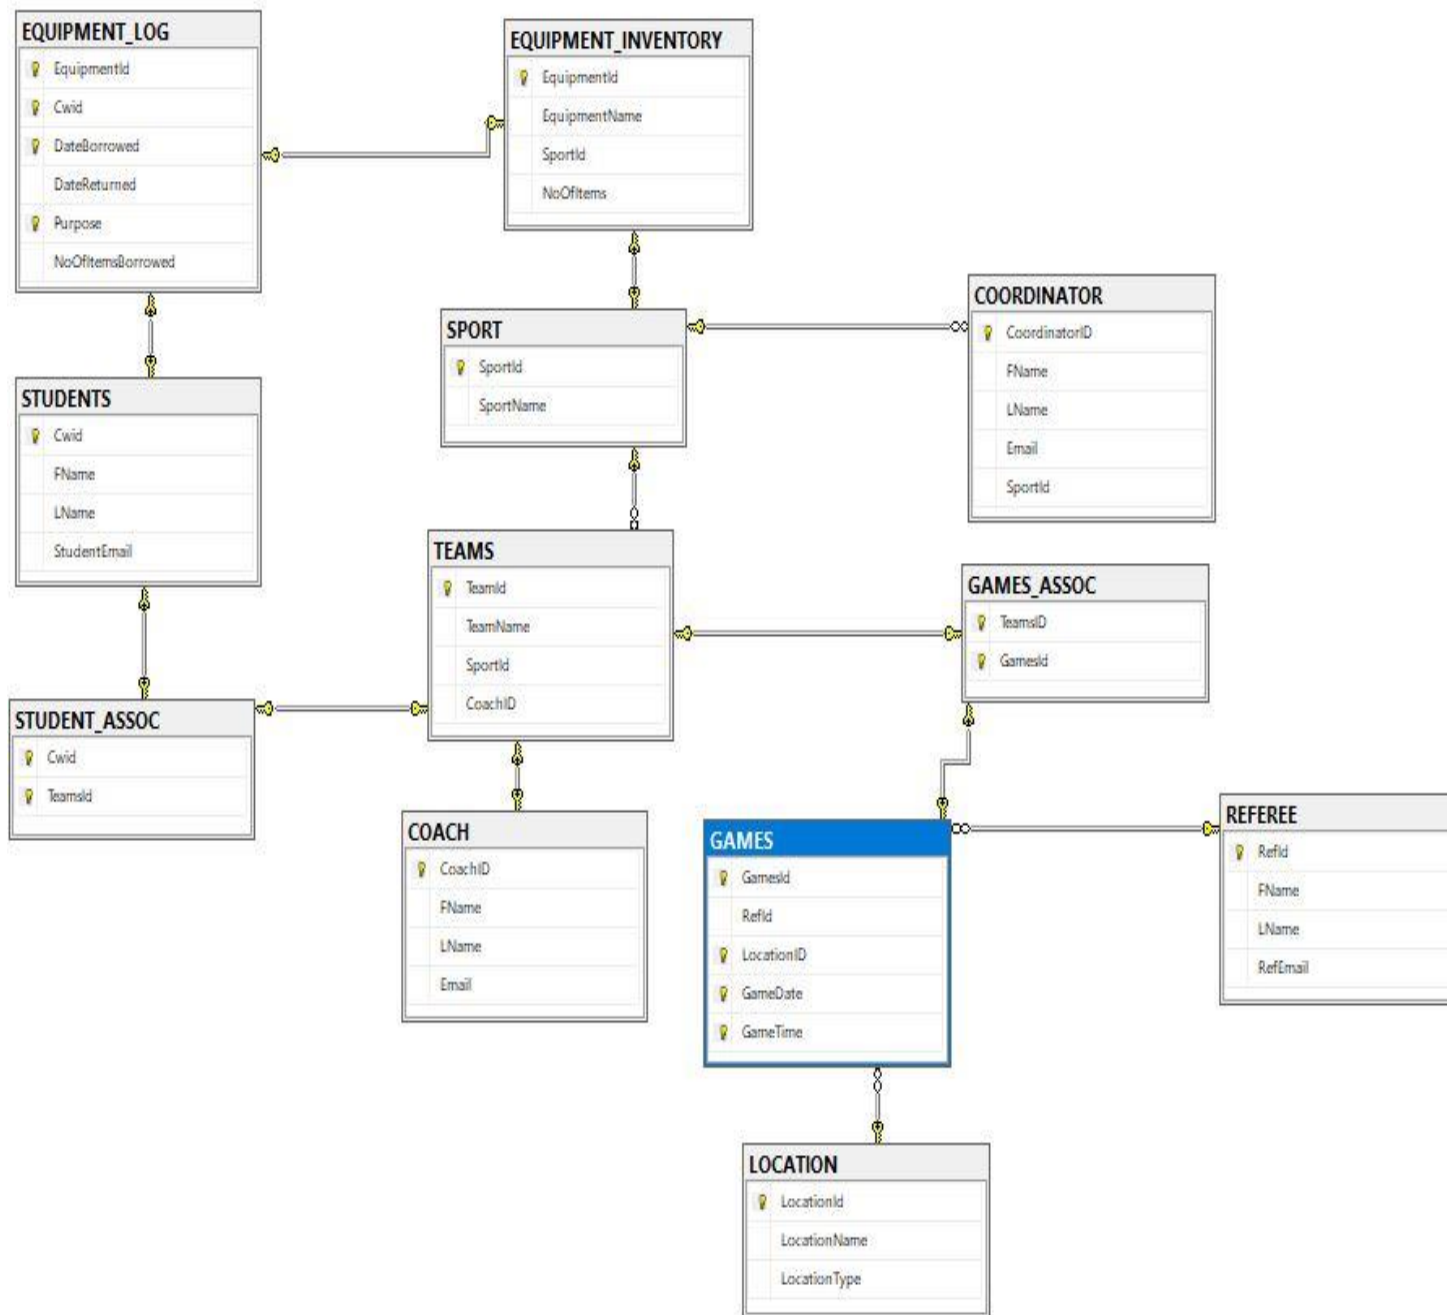 EQUIPMENT_LOG
EquipmentId
Cwid
DateBorrowed
DateReturned
Purpose
NoOfItemsBorrowed
EQUIPMENT_INVENTORY
EquipmentId
EquipmentName
SportId
NoOfItems
SPORT
SportId
SportName
COORDINATOR
CoordinatorID
FName
LName
Email
SportId
STUDENTS
Cwid
FName
LName
StudentEmail
TEAMS
TeamId
TeamName
SportId
CoachID
GAMES_ASSOC
TeamsID
GamesId
STUDENT_ASSOC
Cwid
TeamsId
COACH
CoachID
FName
LName
Email
GAMES
GamesId
RefId
LocationID
GameDate
GameTime
REFEREE
RefId
FName
LName
RefEmail
LOCATION
LocationId
LocationName
LocationType